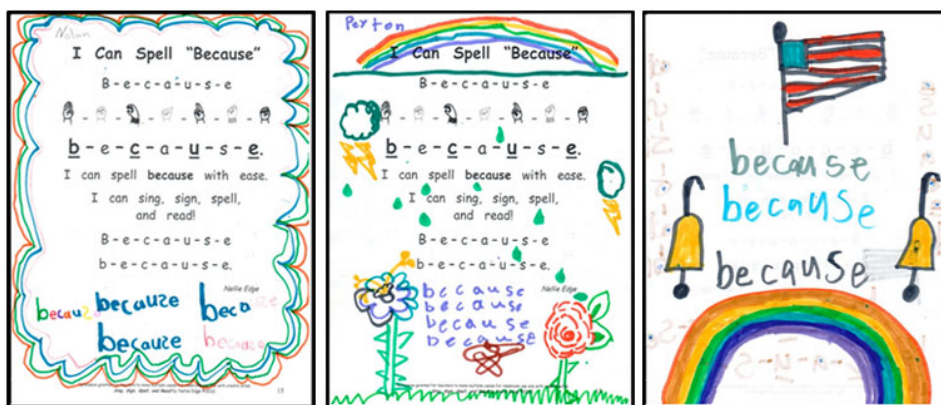 Nolan
I Can Spell "Because"
B-e-c-a-u-s-e
b-e-c-a-u-s-e.
I can spell because with ease.
I can sing, sign, spell,
and read!
B-e-c-a-u-s-e
b-e-c-a-u-s-e.
Nellie Edge
because because beca
because because
13
Peyton
I Can Spell "Because"
B-e-c-a-u-s-e
b-e-c-a-u-s-e.
I can spell because with ease.
I can sing, sign, spell,
and read!
B-e-c-a-u-s-e
b-e-c-a-u-s-e.
Nellie Edge
because
because
because
because
because
because
because